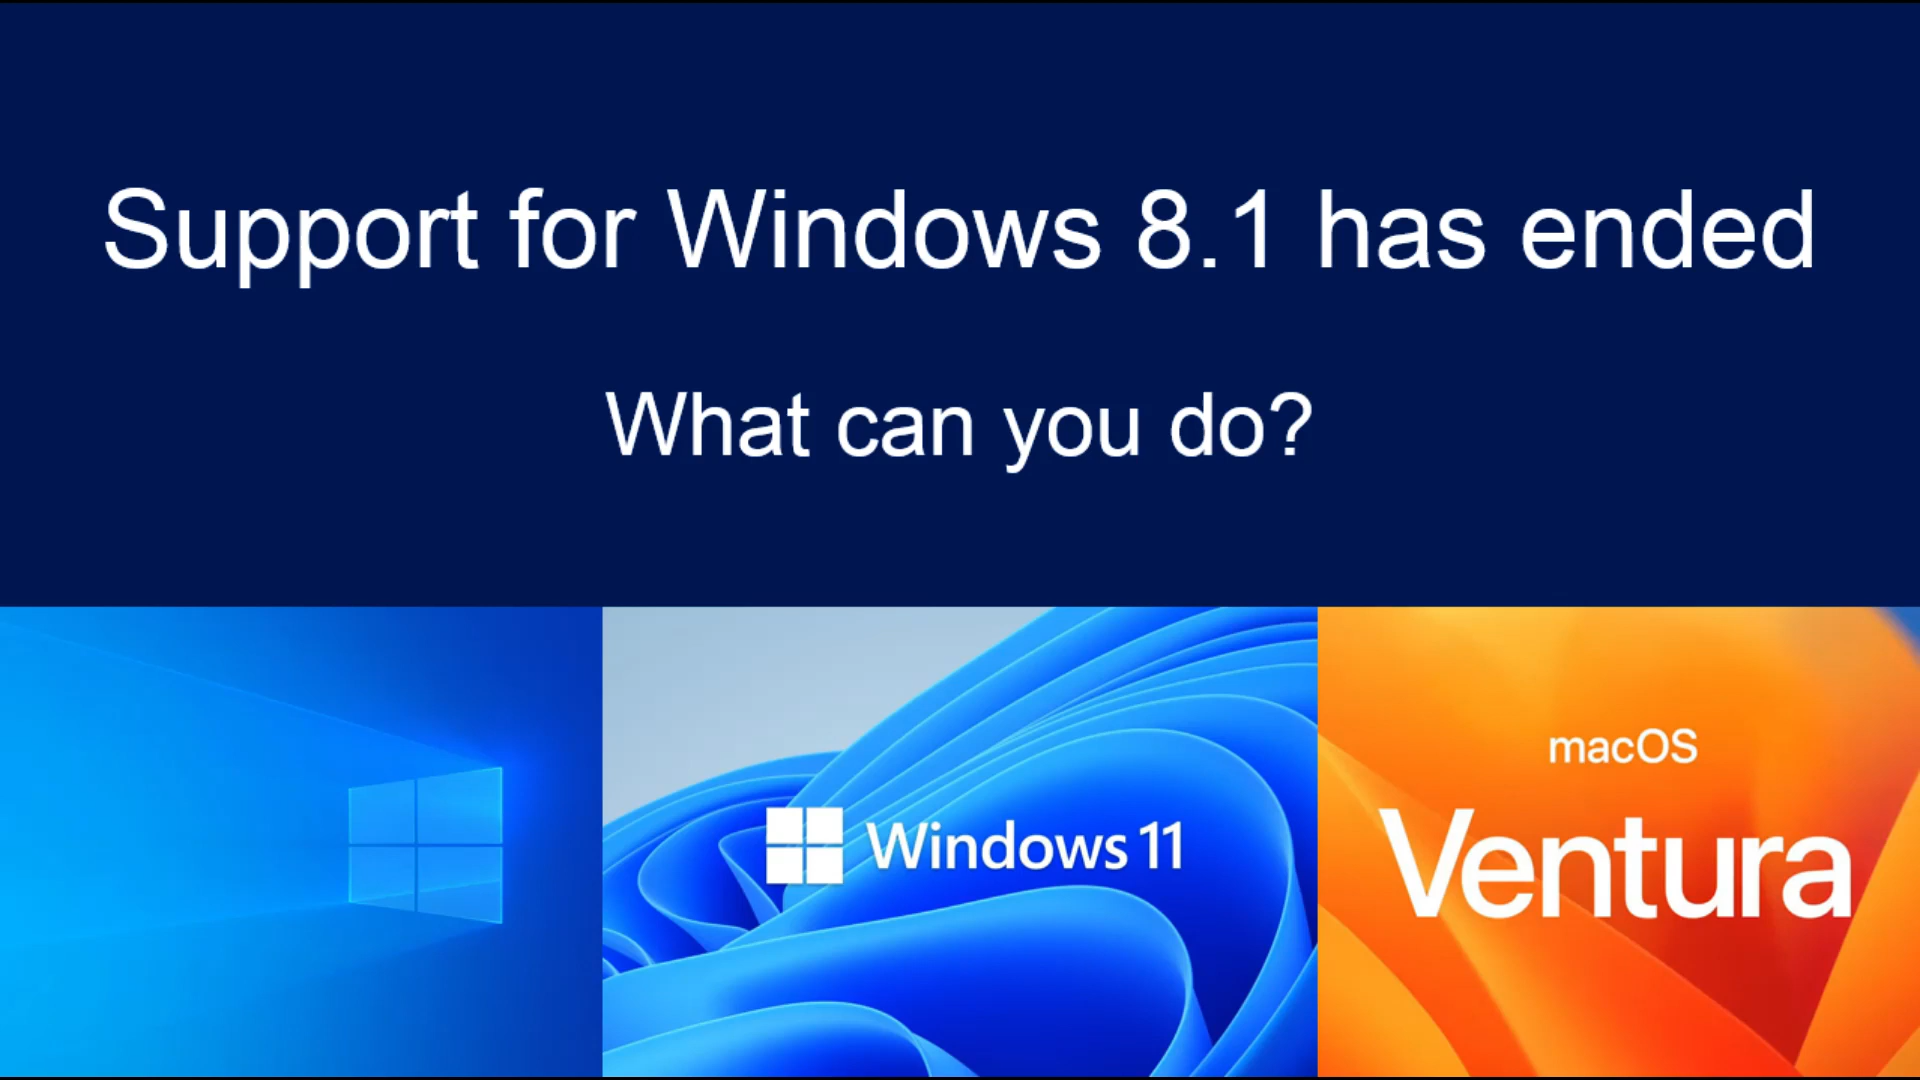 Support for Windows 8.1 has ended
What can you do?
Windows 11
macOS
Ventura